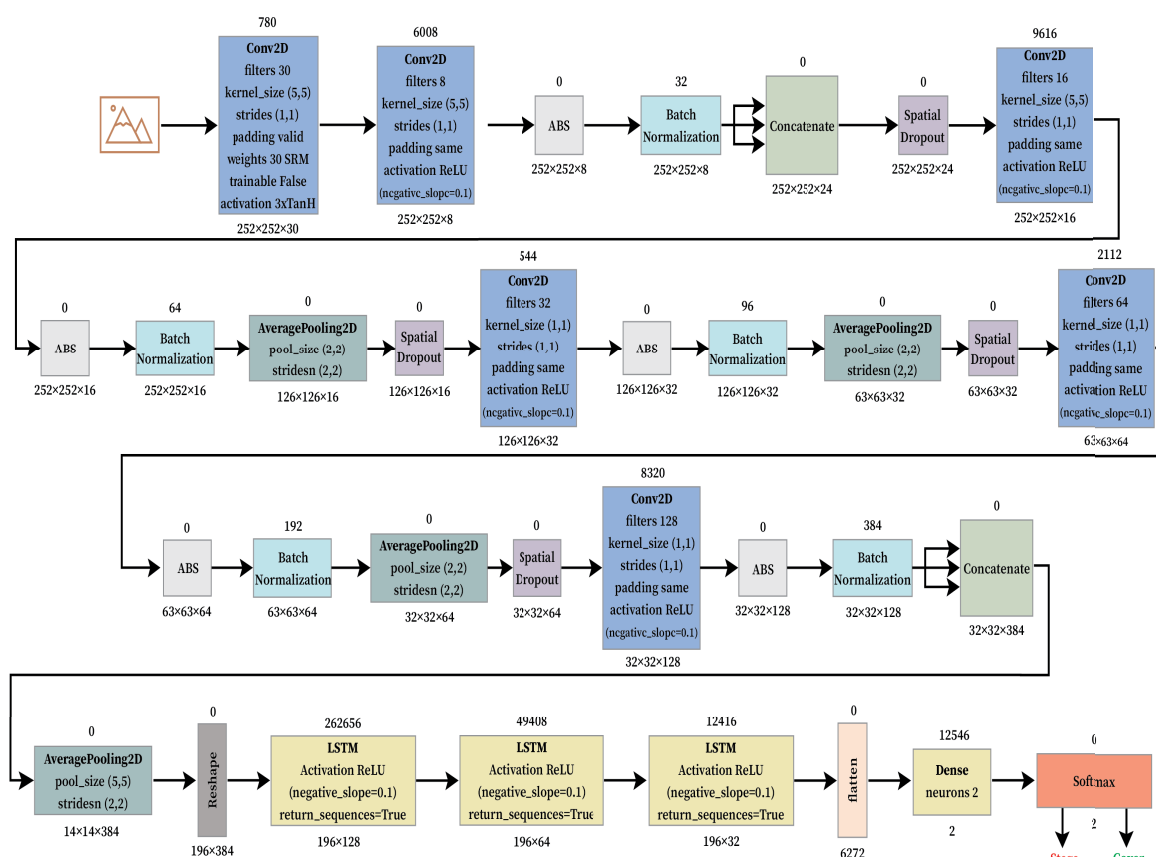 780
Conv2D
filters 30
kernel_size (5,5)
strides (1,1)
padding valid
weights 30 SRM
trainable False
activation 3xTanH
252×252×30
6008
Conv2D
filters 8
kernel_size (5,5)
strides (1,1)
padding same
activation ReLU
(negative_slope=0.1)
252×252×8
0
ABS
252×252×8
32
Batch
Normalization
252×252×8
0
Concatenate
252×252×24
0
Spatial
Dropout
252×252×24
9616
Conv2D
filters 16
kernel_size (5,5)
strides (1,1)
padding same
activation ReLU
(negative_slope=0.1)
252×252×16
0
ABS
252×252×16
64
Batch
Normalization
252×252×16
0
AveragePooling2D
pool_size (2,2)
stridesn (2,2)
126×126×16
0
Spatial
Dropout
126×126×16
544
Conv2D
filters 32
kernel_size (1,1)
strides (1,1)
padding same
activation ReLU
(negative_slope=0.1)
126×126×32
0
ABS
126×126×32
96
Batch
Normalization
126×126×32
0
AveragePooling2D
pool_size (2,2)
stridesn (2,2)
63×63×32
0
Spatial
Dropout
63×63×32
2112
Conv2D
filters 64
kernel_size (1,1)
strides (1,1)
padding same
activation ReLU
(negative_slope=0.1)
63×63×64
0
ABS
63×63×64
192
Batch
Normalization
63×63×64
0
AveragePooling2D
pool_size (2,2)
stridesn (2,2)
32×32×64
0
Spatial
Dropout
32×32×64
8320
Conv2D
filters 128
kernel_size (1,1)
strides (1,1)
padding same
activation ReLU
(negative_slope=0.1)
32×32×128
0
ABS
32×32×128
384
Batch
Normalization
32×32×128
0
Concatenate
32×32×384
0
AveragePooling2D
pool_size (5,5)
stridesn (2,2)
14×14×384
0
Reshape
196×384
262656
LSTM
Activation ReLU
(negative_slope=0.1)
return_sequences=True
196×128
49408
LSTM
Activation ReLU
(negative_slope=0.1)
return_sequences=True
196×64
12416
LSTM
Activation ReLU
(negative_slope=0.1)
return_sequences=True
196×32
0
flatten
6272
12546
Dense
neurons 2
2
0
Softmax
2